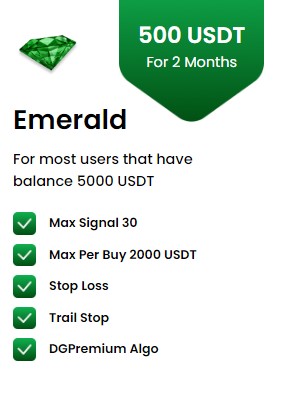 500 USDT
For 2 Months
Emerald
For most users that have
balance 5000 USDT
Max Signal 30
Max Per Buy 2000 USDT
Stop Loss
Trail Stop
DGPremium Algo